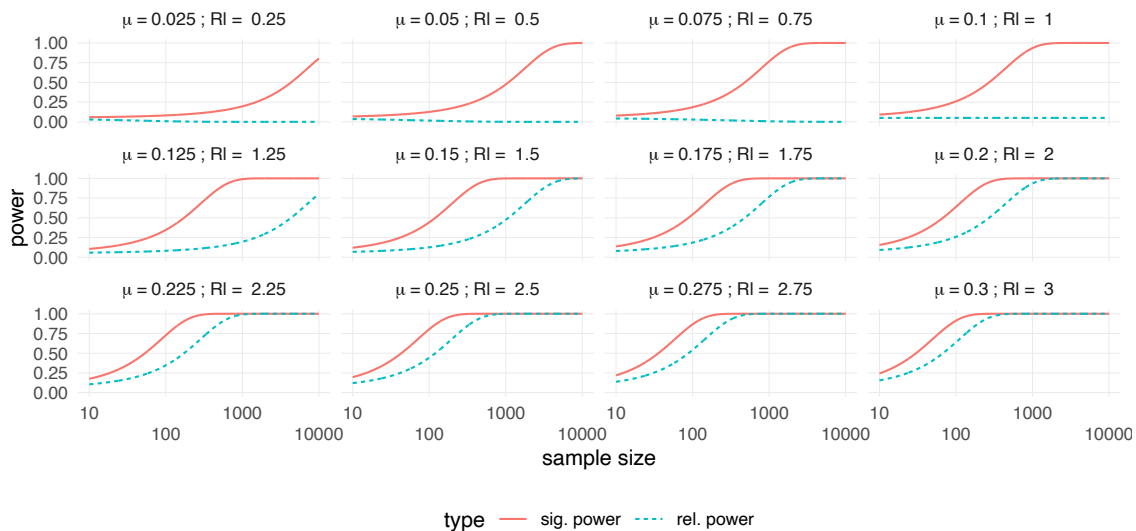 μ = 0.025 ; Rl = 0.25
μ = 0.05 ; Rl = 0.5
μ = 0.075 ; Rl = 0.75
μ = 0.1 ; Rl = 1
1.00
0.75
0.50
0.25
0.00
μ = 0.125 ; Rl = 1.25
μ = 0.15 ; Rl = 1.5
μ = 0.175 ; Rl = 1.75
μ = 0.2 ; Rl = 2
1.00
0.75
0.50
0.25
0.00
power
μ = 0.225 ; Rl = 2.25
μ = 0.25 ; Rl = 2.5
μ = 0.275 ; Rl = 2.75
μ = 0.3 ; Rl = 3
1.00
0.75
0.50
0.25
0.00
10 1000 10 1000 10 1000 10 1000
100 10000 100 10000 100 10000 100 10000
sample size
type sig. power rel. power